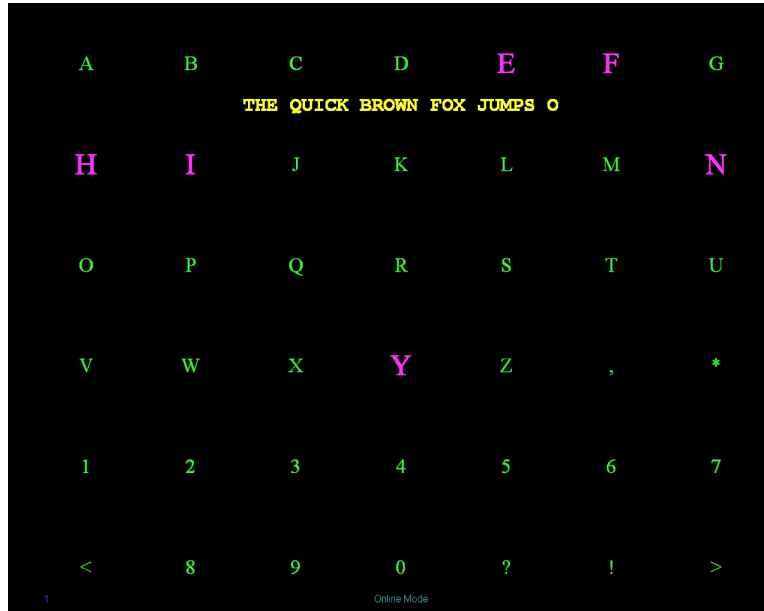 A B C D E F G
THE QUICK BROWN FOX JUMPS O
H I J K L M N
O P Q R S T U
V W X Y Z , *
1 2 3 4 5 6 7
< 8 9 0 ? ! >
1 Online Mode